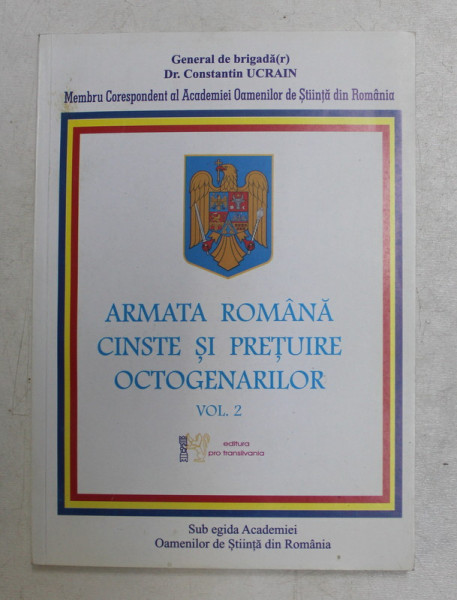 General de brigadă(r)
Dr. Constantin UCRAIN
Membru Corespondent al Academiei Oamenilor de Știință din România
ARMATA ROMÂNĂ
CINSTE ȘI PREȚUIRE
OCTOGENARILOR
VOL. 2
editura
pro transilvania
Sub egida Academiei
Oamenilor de Știință din România